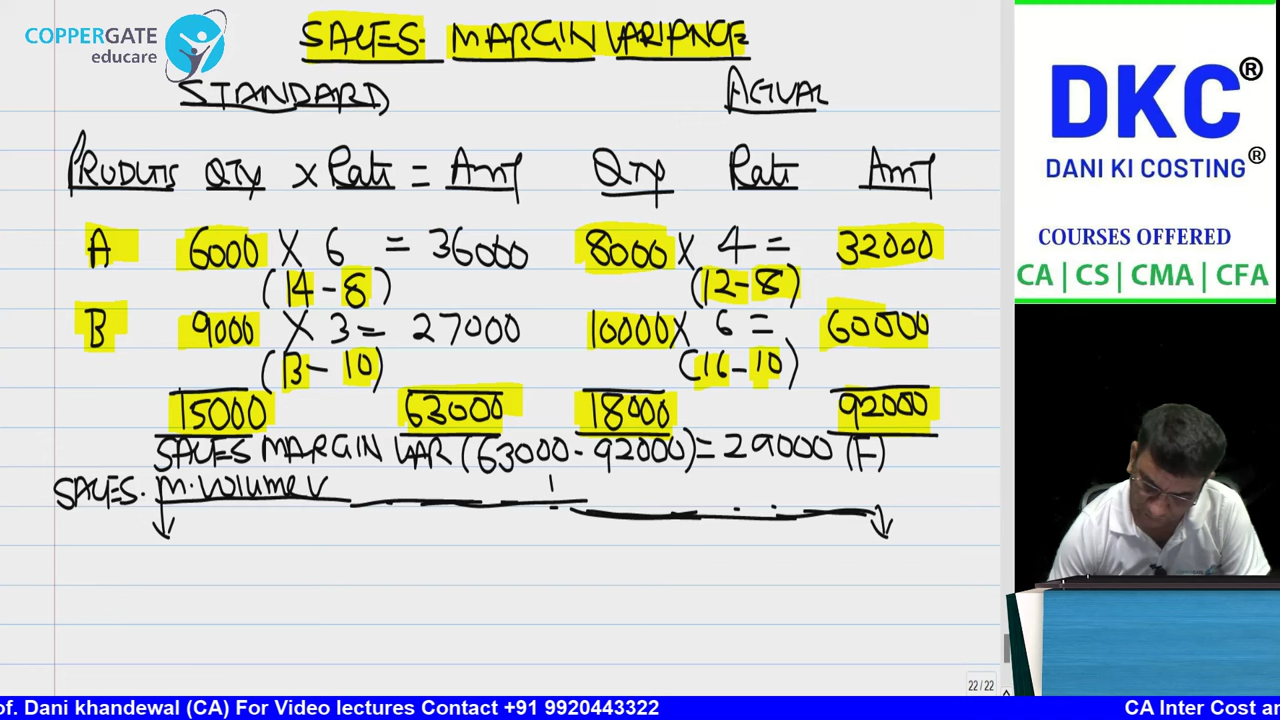 COPPERGATE
educare
SALES. MARGIN VARIANCE
STANDARD
ACTUAL
PRODUTS QTY X Rate = AmT QTY Rate AmT
A 6000 X 6 = 36000 8000 X 4 = 32000
(14 - 8) (12 - 8)
B 9000 X 3 = 27000 10000 X 6 = 60000
(13 - 10) (16 - 10)
15000 63000 18000 92000
SALES MARGIN VAR (63000 - 92000) = 29000 (F)
SALES. M. Volume V
22 / 22
DKC®
DANI KI COSTING®
COURSES OFFERED
CA | CS | CMA | CFA
of. Dani khandewal (CA) For Video lectures Contact +91 9920443322 CA Inter Cost an